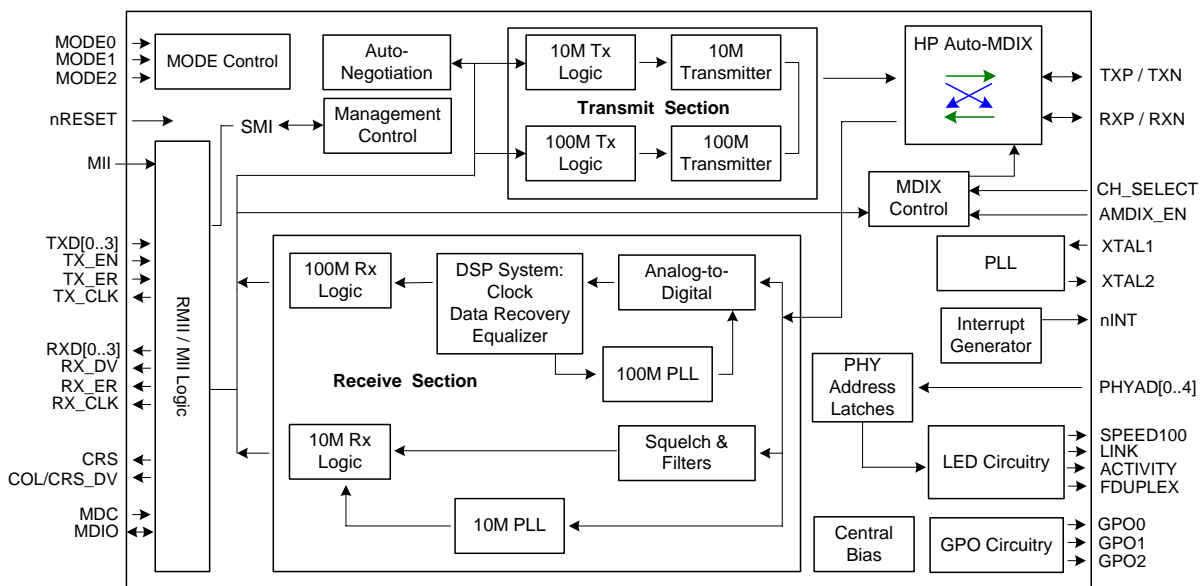 MODE0
MODE1
MODE2
nRESET
MII
TXD[0..3]
TX_EN
TX_ER
TX_CLK
RXD[0..3]
RX_DV
RX_ER
RX_CLK
CRS
COL/CRS_DV
MDC
MDIO
MODE Control
SMI
RMII / MII Logic
Auto-
Negotiation
Management
Control
10M Tx
Logic
10M
Transmitter
Transmit Section
100M Tx
Logic
100M
Transmitter
100M Rx
Logic
DSP System:
Clock
Data Recovery
Equalizer
Analog-to-
Digital
100M PLL
Receive Section
10M Rx
Logic
Squelch &
Filters
10M PLL
HP Auto-MDIX
MDIX
Control
PLL
Interrupt
Generator
PHY
Address
Latches
LED Circuitry
Central
Bias
GPO Circuitry
TXP / TXN
RXP / RXN
CH_SELECT
AMDIX_EN
XTAL1
XTAL2
nINT
PHYAD[0..4]
SPEED100
LINK
ACTIVITY
FDUPLEX
GPO0
GPO1
GPO2